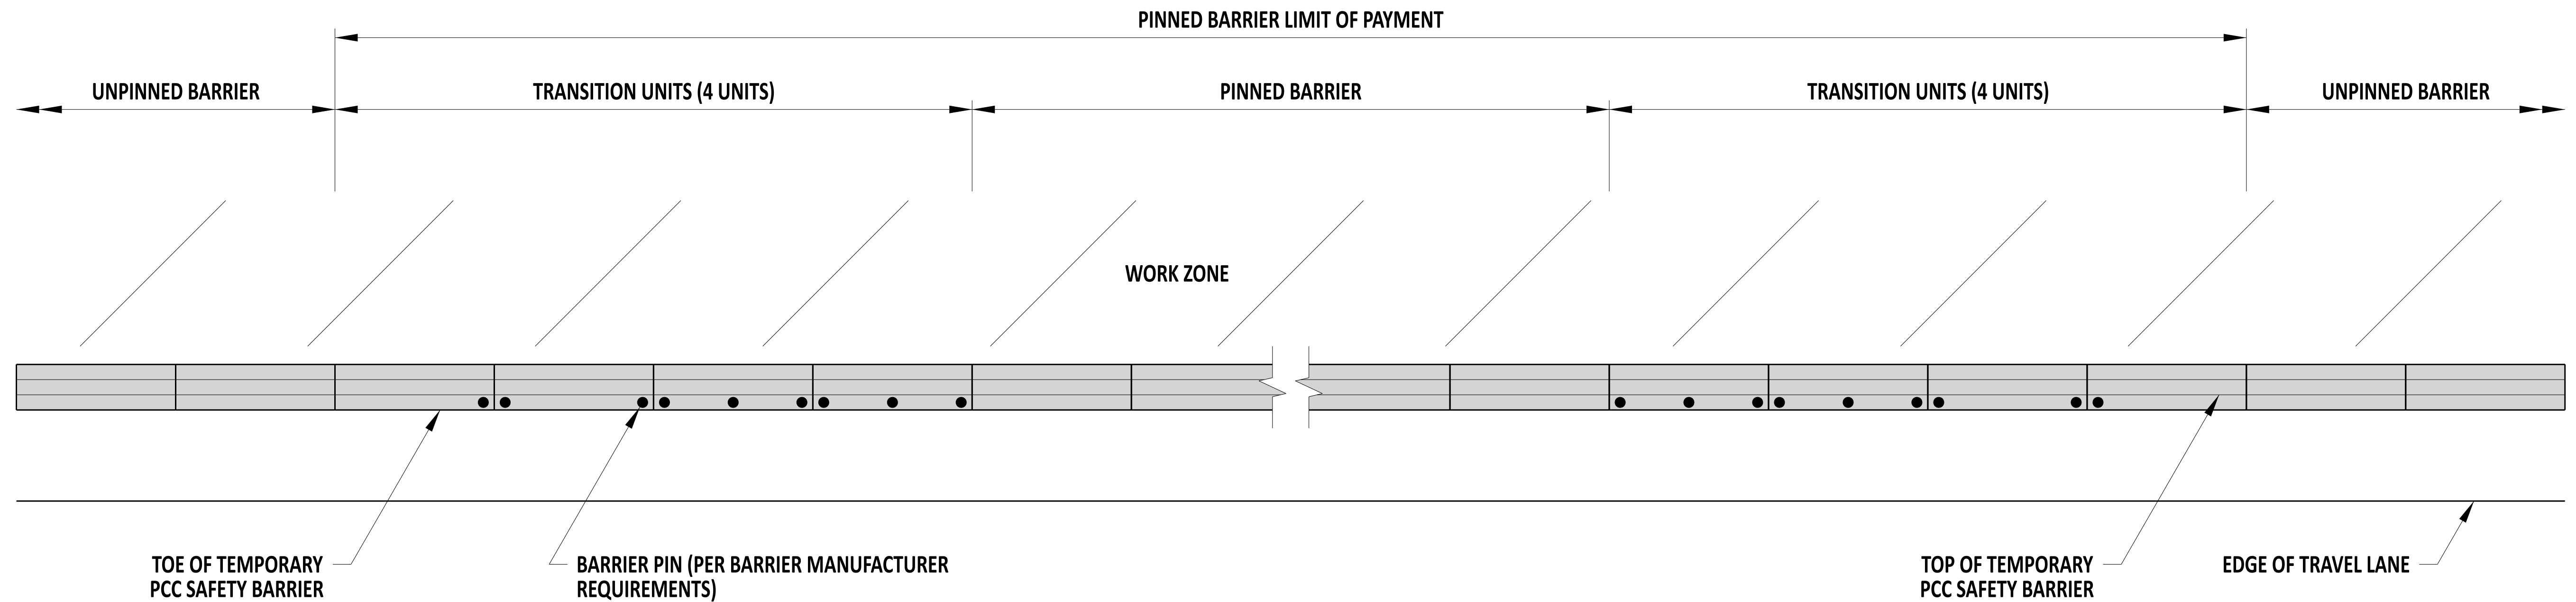 PINNED BARRIER LIMIT OF PAYMENT
UNPINNED BARRIER
TRANSITION UNITS (4 UNITS)
PINNED BARRIER
TRANSITION UNITS (4 UNITS)
UNPINNED BARRIER
WORK ZONE
TOE OF TEMPORARY
PCC SAFETY BARRIER
BARRIER PIN (PER BARRIER MANUFACTURER
REQUIREMENTS)
TOP OF TEMPORARY
PCC SAFETY BARRIER
EDGE OF TRAVEL LANE